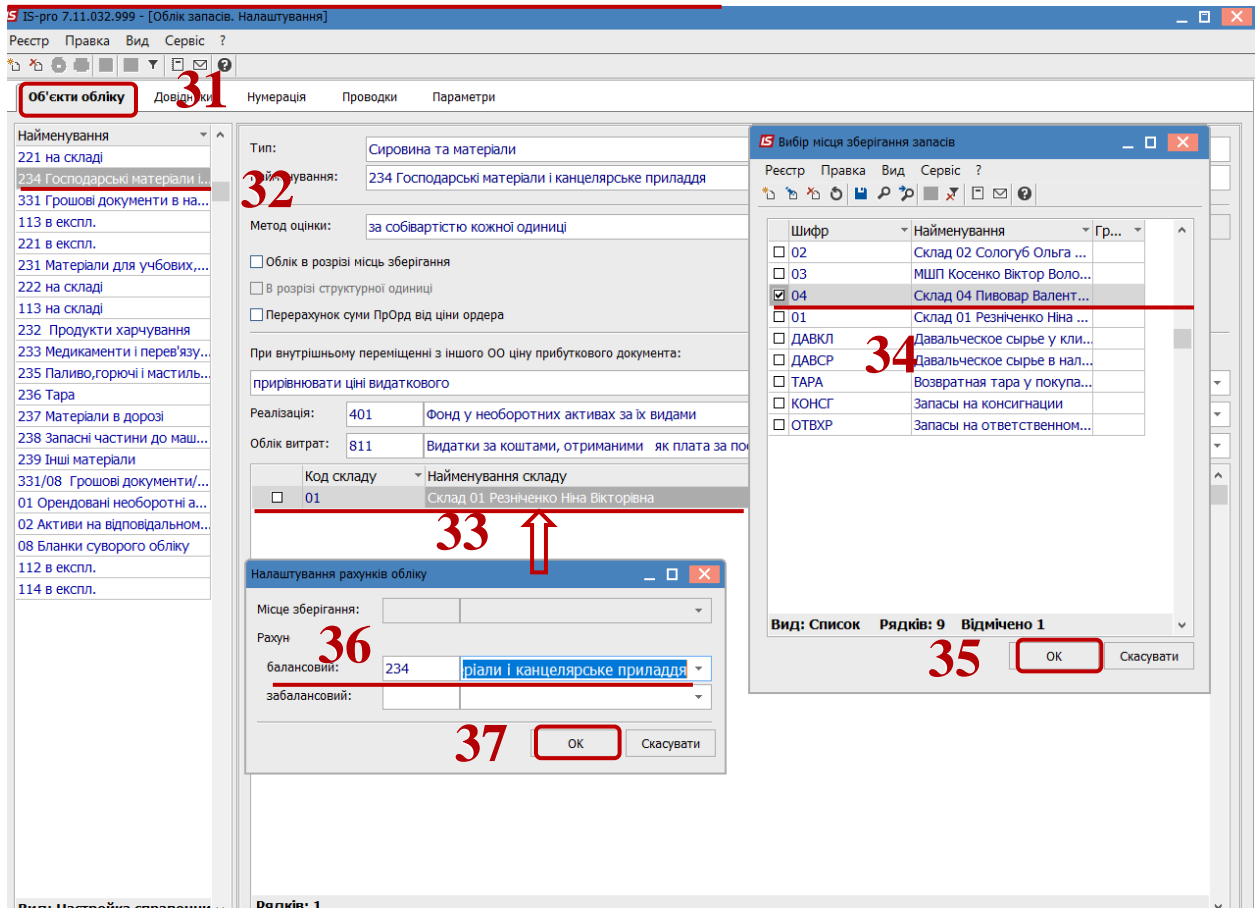 IS-pro 7.11.032.999 - [Облік запасів. Налаштування]
Реєстр Правка Вид Сервіс ?
31
Об'єкти обліку Довідники Нумерація Проводки Параметри
Найменування
221 на складі
234 Господарські матеріали і...
331 Грошові документи в на...
113 в експл.
221 в експл.
231 Матеріали для учбових,...
222 на складі
113 на складі
232 Продукти харчування
233 Медикаменти і перев'язу...
235 Паливо,горючі і мастиль...
236 Тара
237 Матеріали в дорозі
238 Запасні частини до маш...
239 Інші матеріали
331/08 Грошові документи/...
01 Орендовані необоротні а...
02 Активи на відповідальном...
08 Бланки суворого обліку
112 в експл.
114 в експл.
Тип: Сировина та матеріали
32
Найменування: 234 Господарські матеріали і канцелярське приладдя
Метод оцінки: за собівартістю кожної одиниці
Облік в розрізі місць зберігання
В розрізі структурної одиниці
Перерахунок суми ПрОрд від ціни ордера
При внутрішньому переміщенні з іншого ОО ціну прибуткового документа:
прирівнювати ціні видаткового
Реалізація: 401 Фонд у необоротних активах за їх видами
Облік витрат: 811 Видатки за коштами, отриманими як плата за
Код складу Найменування складу
01 Склад 01 Резніченко Ніна Вікторівна
33
Налаштування рахунків обліку
Місце зберігання:
Рахун
36
балансовий: 234 ріали і канцелярське приладдя
забалансовий:
37
OK Скасувати
Вибір місця зберігання запасів
Реєстр Правка Вид Сервіс ?
Шифр Найменування Гр...
02 Склад 02 Сологуб Ольга ...
03 МШП Косенко Віктор Воло...
04 Склад 04 Пивовар Валент...
01 Склад 01 Резніченко Ніна ...
34
ДАВКЛ Давальческое сырье у кли...
ДАВСР Давальческое сырье в нал...
ТАРА Возвратная тара у покупа...
КОНСГ Запасы на консигнации
ОТВХР Запасы на ответственном...
Вид: Список Рядків: 9 Відмічено 1
35
OK Скасувати
Рядків: 1